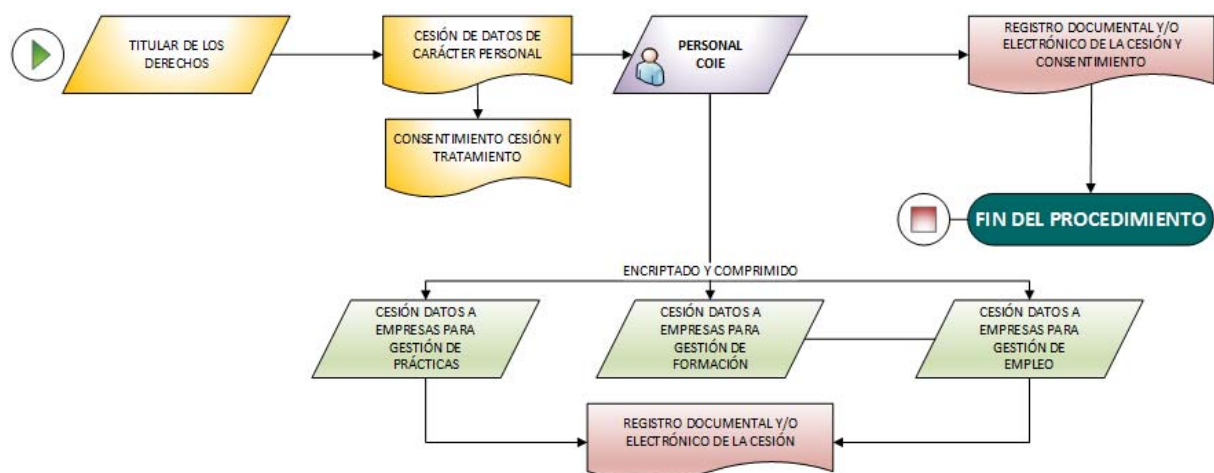 TITULAR DE LOS
DERECHOS
CESIÓN DE DATOS DE
CARÁCTER PERSONAL
PERSONAL
COIE
REGISTRO DOCUMENTAL Y/O
ELECTRÓNICO DE LA CESIÓN Y
CONSENTIMIENTO
CONSENTIMIENTO CESIÓN Y
TRATAMIENTO
FIN DEL PROCEDIMIENTO
ENCRIPTADO Y COMPRIMIDO
CESIÓN DATOS A
EMPRESAS PARA
GESTIÓN DE
PRÁCTICAS
CESIÓN DATOS A
EMPRESAS PARA
GESTIÓN DE
FORMACIÓN
CESIÓN DATOS A
EMPRESAS PARA
GESTIÓN DE
EMPLEO
REGISTRO DOCUMENTAL Y/O
ELECTRÓNICO DE LA CESIÓN